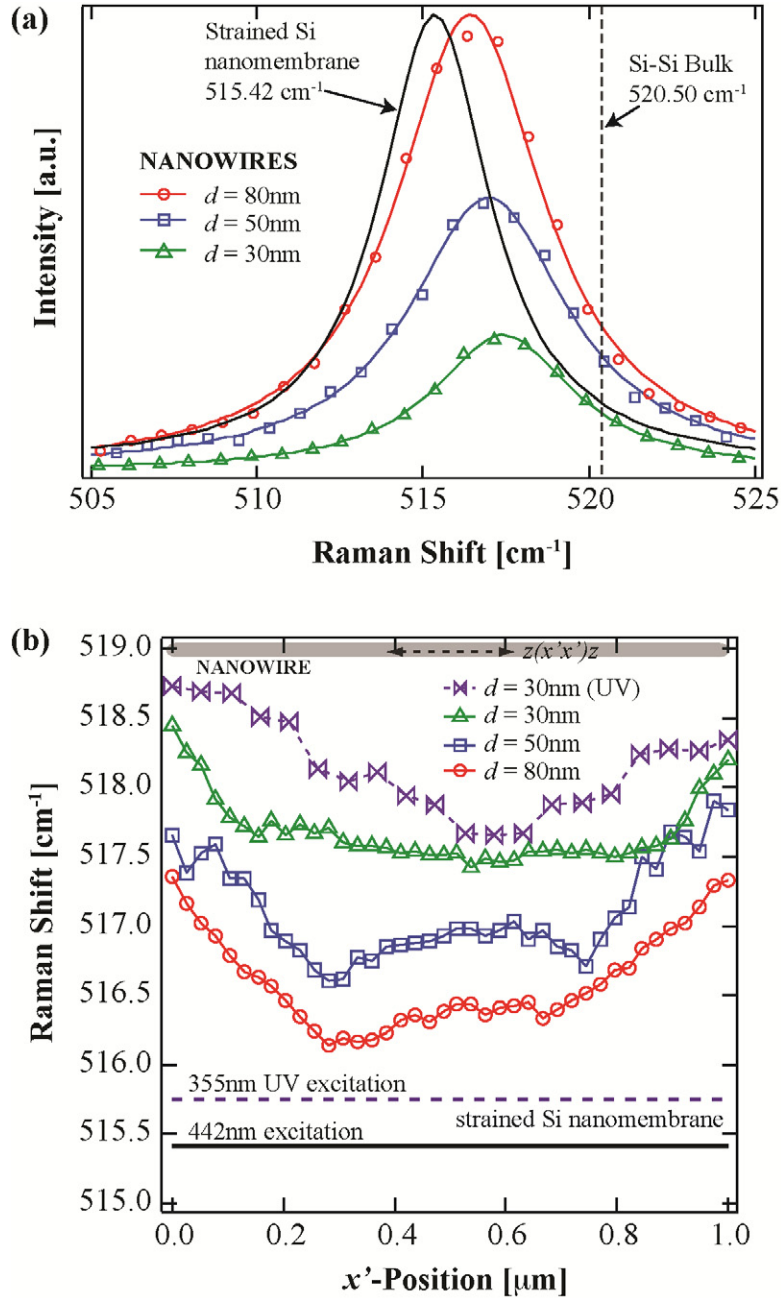 (a)
Strained Si
nanomembrane
515.42 cm⁻¹
Si-Si Bulk
520.50 cm⁻¹
NANOWIRES
d = 80nm
d = 50nm
d = 30nm
Intensity [a.u.]
505 510 515 520 525
Raman Shift [cm⁻¹]
(b)
519.0
518.5
518.0
517.5
517.0
516.5
516.0
515.5
515.0
Raman Shift [cm⁻¹]
z(x'x')z
NANOWIRE
d = 30nm (UV)
d = 30nm
d = 50nm
d = 80nm
355nm UV excitation
strained Si nanomembrane
442nm excitation
0.0 0.2 0.4 0.6 0.8 1.0
x'-Position [μm]